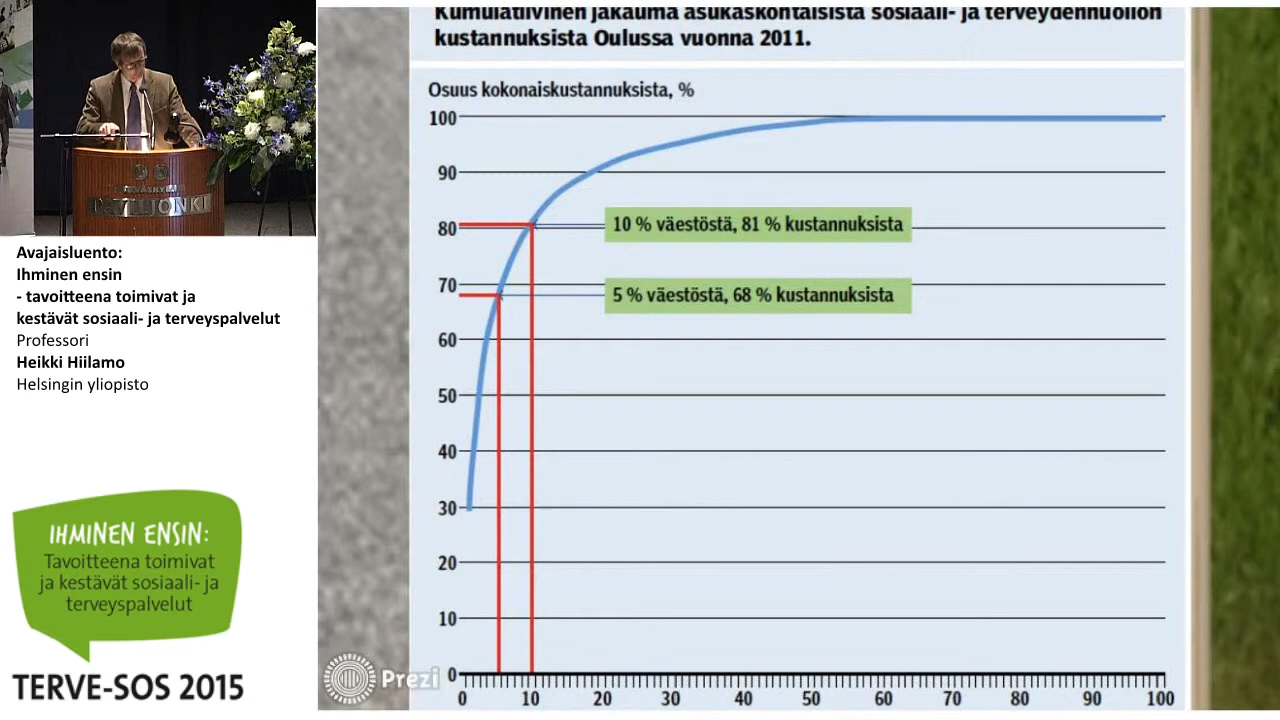 PAVILJONKI
Avajaisluento:
Ihminen ensin
- tavoitteena toimivat ja
kestävät sosiaali- ja terveyspalvelut
Professori
Heikki Hiilamo
Helsingin yliopisto
IHMINEN ENSIN:
Tavoitteena toimivat
ja kestävät sosiaali- ja
terveyspalvelut
TERVE-SOS 2015
Kumulatiivinen jakauma asukaskohtaisista sosiaali- ja terveydenhuollon
kustannuksista Oulussa vuonna 2011.
Osuus kokonaiskustannuksista, %
100
90
80
10 % väestöstä, 81 % kustannuksista
70
5 % väestöstä, 68 % kustannuksista
60
50
40
30
20
10
0
0 10 20 30 40 50 60 70 80 90 100
Prezi